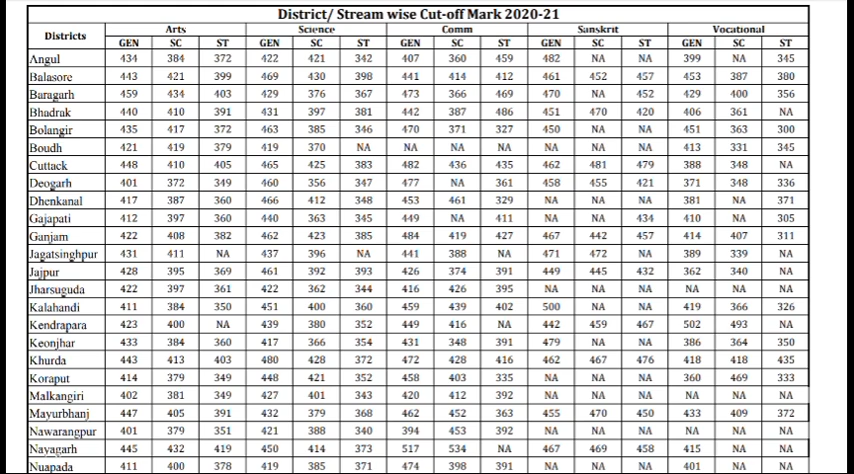 District/ Stream wise Cut-off Mark 2020-21
Districts Arts Science Comm Sanskrit Vocational
GEN SC ST GEN SC ST GEN SC ST GEN SC ST GEN SC ST
Angul 434 384 372 422 421 342 407 360 459 482 NA NA 399 NA 345
Balasore 443 421 399 469 430 398 441 414 412 461 452 457 453 387 380
Baragarh 459 434 403 429 376 367 473 366 469 470 NA 452 429 400 356
Bhadrak 440 410 391 431 397 381 442 387 486 451 470 420 406 361 NA
Bolangir 435 417 372 463 385 346 470 371 327 450 NA NA 451 363 300
Boudh 421 419 379 419 370 NA NA NA NA NA NA NA 413 331 345
Cuttack 448 410 405 465 425 383 482 436 435 462 481 479 388 348 NA
Deogarh 401 372 349 460 356 347 477 NA 361 458 455 421 371 348 336
Dhenkanal 417 387 360 466 412 348 453 461 329 NA NA NA 381 NA 371
Gajapati 412 397 360 440 363 345 449 NA 411 NA NA 434 410 NA 305
Ganjam 422 408 382 462 423 385 484 419 427 467 442 457 414 407 311
Jagatsinghpur 431 411 NA 437 396 NA 441 388 NA 471 472 NA 389 339 NA
Jajpur 428 395 369 461 392 393 426 374 391 449 445 432 362 340 NA
Jharsuguda 422 397 361 422 362 344 416 426 395 NA NA NA NA NA NA
Kalahandi 411 384 350 451 400 360 459 439 402 500 NA NA 419 366 326
Kendrapara 423 400 NA 439 380 352 449 416 NA 442 459 467 502 493 NA
Keonjhar 433 384 360 417 366 354 431 348 391 479 NA NA 386 364 350
Khurda 443 413 403 480 428 372 472 428 416 462 467 476 418 418 435
Koraput 414 379 349 448 421 352 458 403 335 NA NA NA 360 469 333
Malkangiri 402 381 349 427 401 343 420 412 392 NA NA NA NA NA NA
Mayurbhanj 447 405 391 432 379 368 462 452 363 455 470 450 433 409 372
Nawarangpur 401 379 351 421 388 340 394 453 392 NA NA NA NA NA NA
Nayagarh 445 432 419 450 414 373 517 534 NA 467 469 458 415 NA NA
Nuapada 411 400 378 419 385 371 474 398 391 NA NA NA 401 NA NA